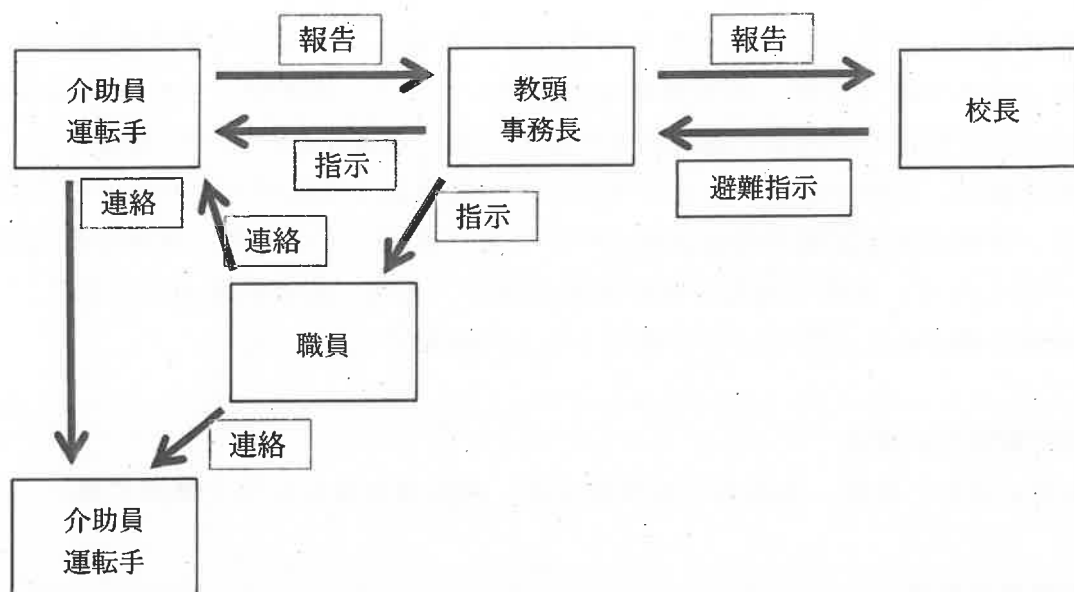 報告
報告
介助員
運転手
教頭
事務長
校長
指示
避難指示
連絡
指示
連絡
職員
連絡
介助員
運転手